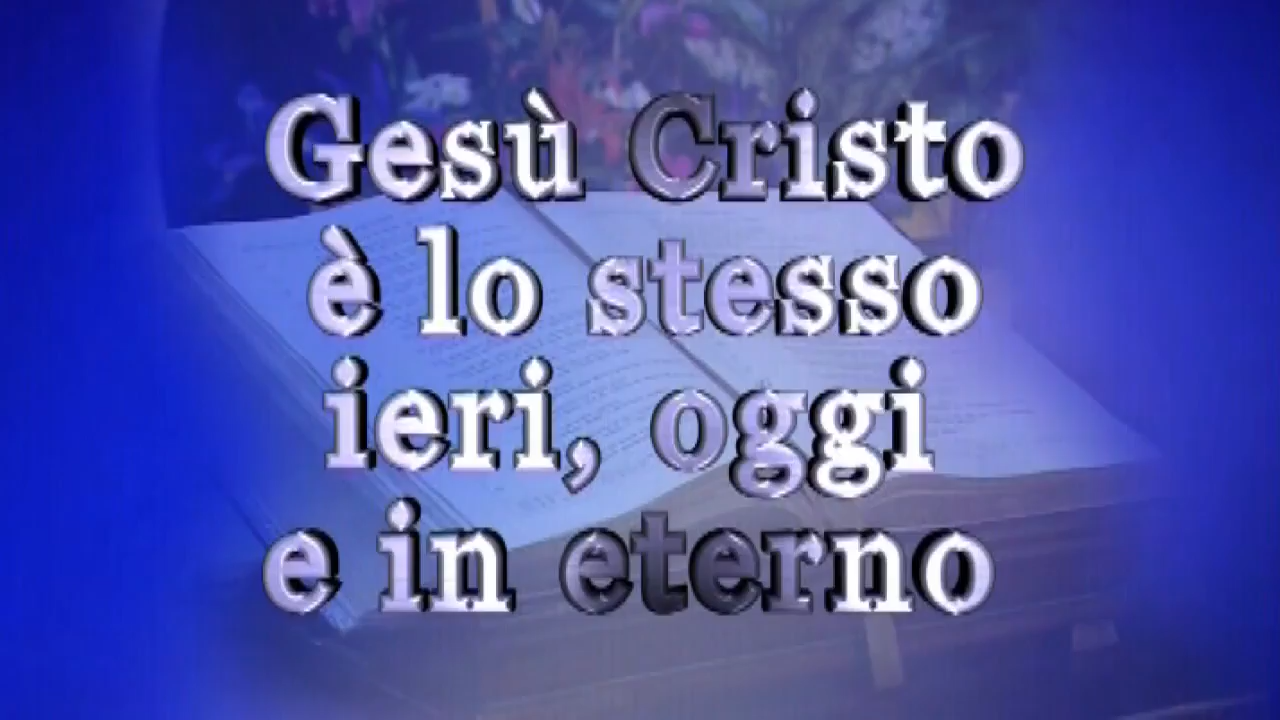 Gesù Cristo
è lo stesso
ieri, oggi
e in eterno